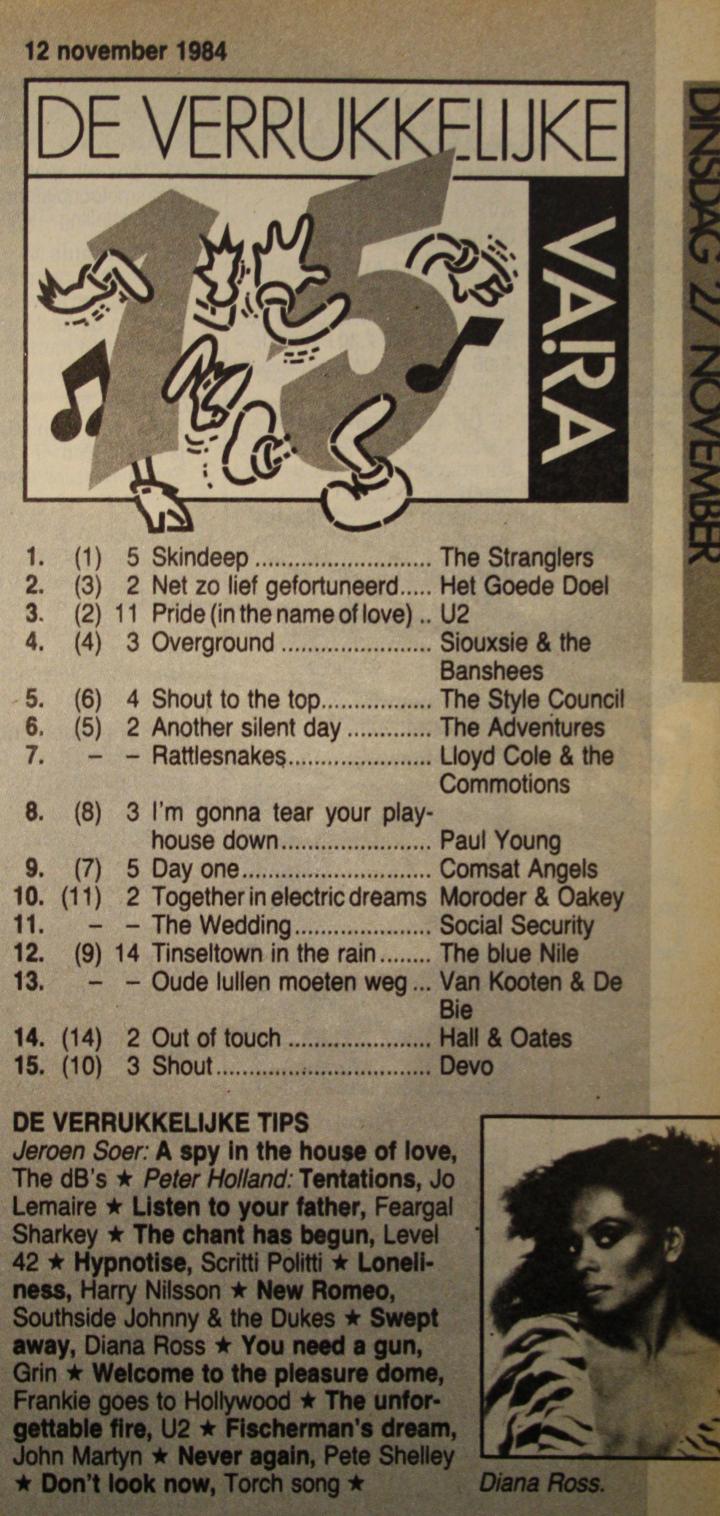 12 november 1984
DE VERRUKKELIJKE
15
VARA
DINSDAG 27 NOVEMBER
1. (1) 5 Skindeep .......................... The Stranglers
2. (3) 2 Net zo lief gefortuneerd..... Het Goede Doel
3. (2) 11 Pride (in the name of love) .. U2
4. (4) 3 Overground ...................... Siouxsie & the
Banshees
5. (6) 4 Shout to the top................. The Style Council
6. (5) 2 Another silent day ............. The Adventures
7. – – Rattlesnakes..................... Lloyd Cole & the
Commotions
8. (8) 3 I'm gonna tear your play-
house down...................... Paul Young
9. (7) 5 Day one............................ Comsat Angels
10. (11) 2 Together in electric dreams Moroder & Oakey
11. – – The Wedding.................... Social Security
12. (9) 14 Tinseltown in the rain........ The blue Nile
13. – – Oude lullen moeten weg ... Van Kooten & De
Bie
14. (14) 2 Out of touch ..................... Hall & Oates
15. (10) 3 Shout................................ Devo
DE VERRUKKELIJKE TIPS
Jeroen Soer: A spy in the house of love,
The dB's ★ Peter Holland: Tentations, Jo
Lemaire ★ Listen to your father, Feargal
Sharkey ★ The chant has begun, Level
42 ★ Hypnotise, Scritti Politti ★ Loneli-
ness, Harry Nilsson ★ New Romeo,
Southside Johnny & the Dukes ★ Swept
away, Diana Ross ★ You need a gun,
Grin ★ Welcome to the pleasure dome,
Frankie goes to Hollywood ★ The unfor-
gettable fire, U2 ★ Fischerman's dream,
John Martyn ★ Never again, Pete Shelley
★ Don't look now, Torch song ★
Diana Ross.